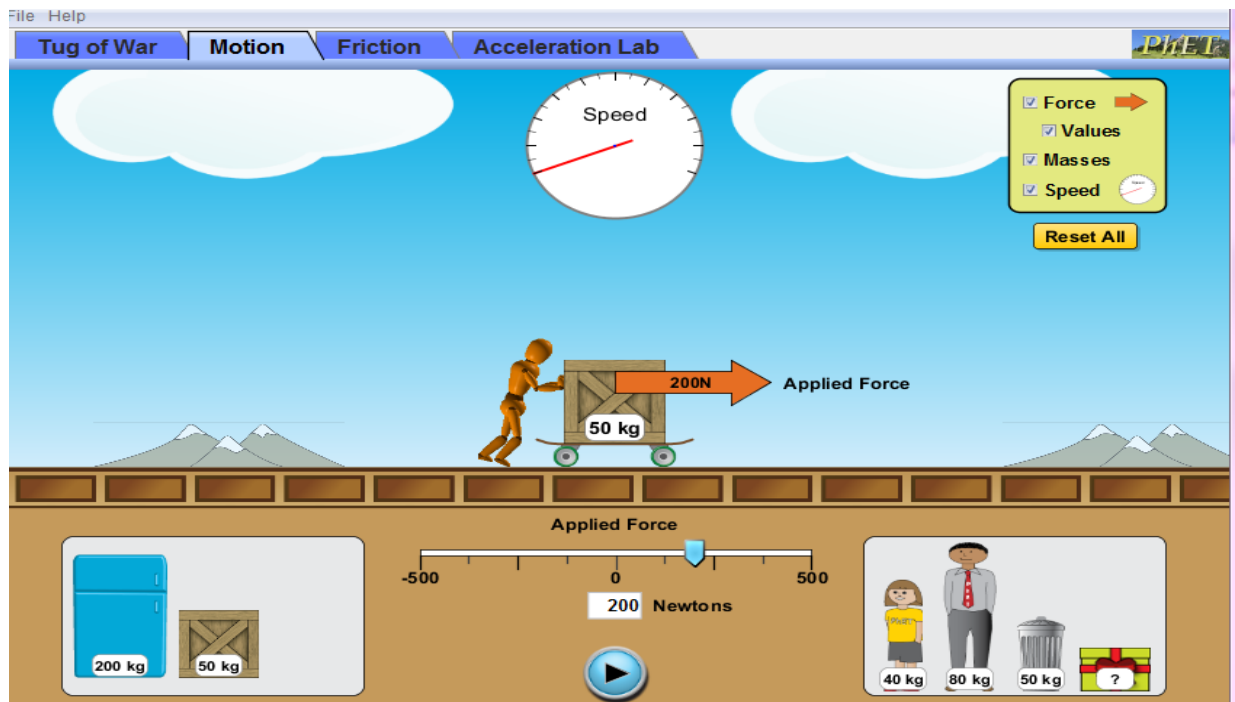 File Help
Tug of War Motion Friction Acceleration Lab
PhET
Speed
Force
Values
Masses
Speed
Reset All
200N
Applied Force
50 kg
Applied Force
-500 0 500
200 Newtons
200 kg
50 kg
PhET
40 kg
80 kg
50 kg
?